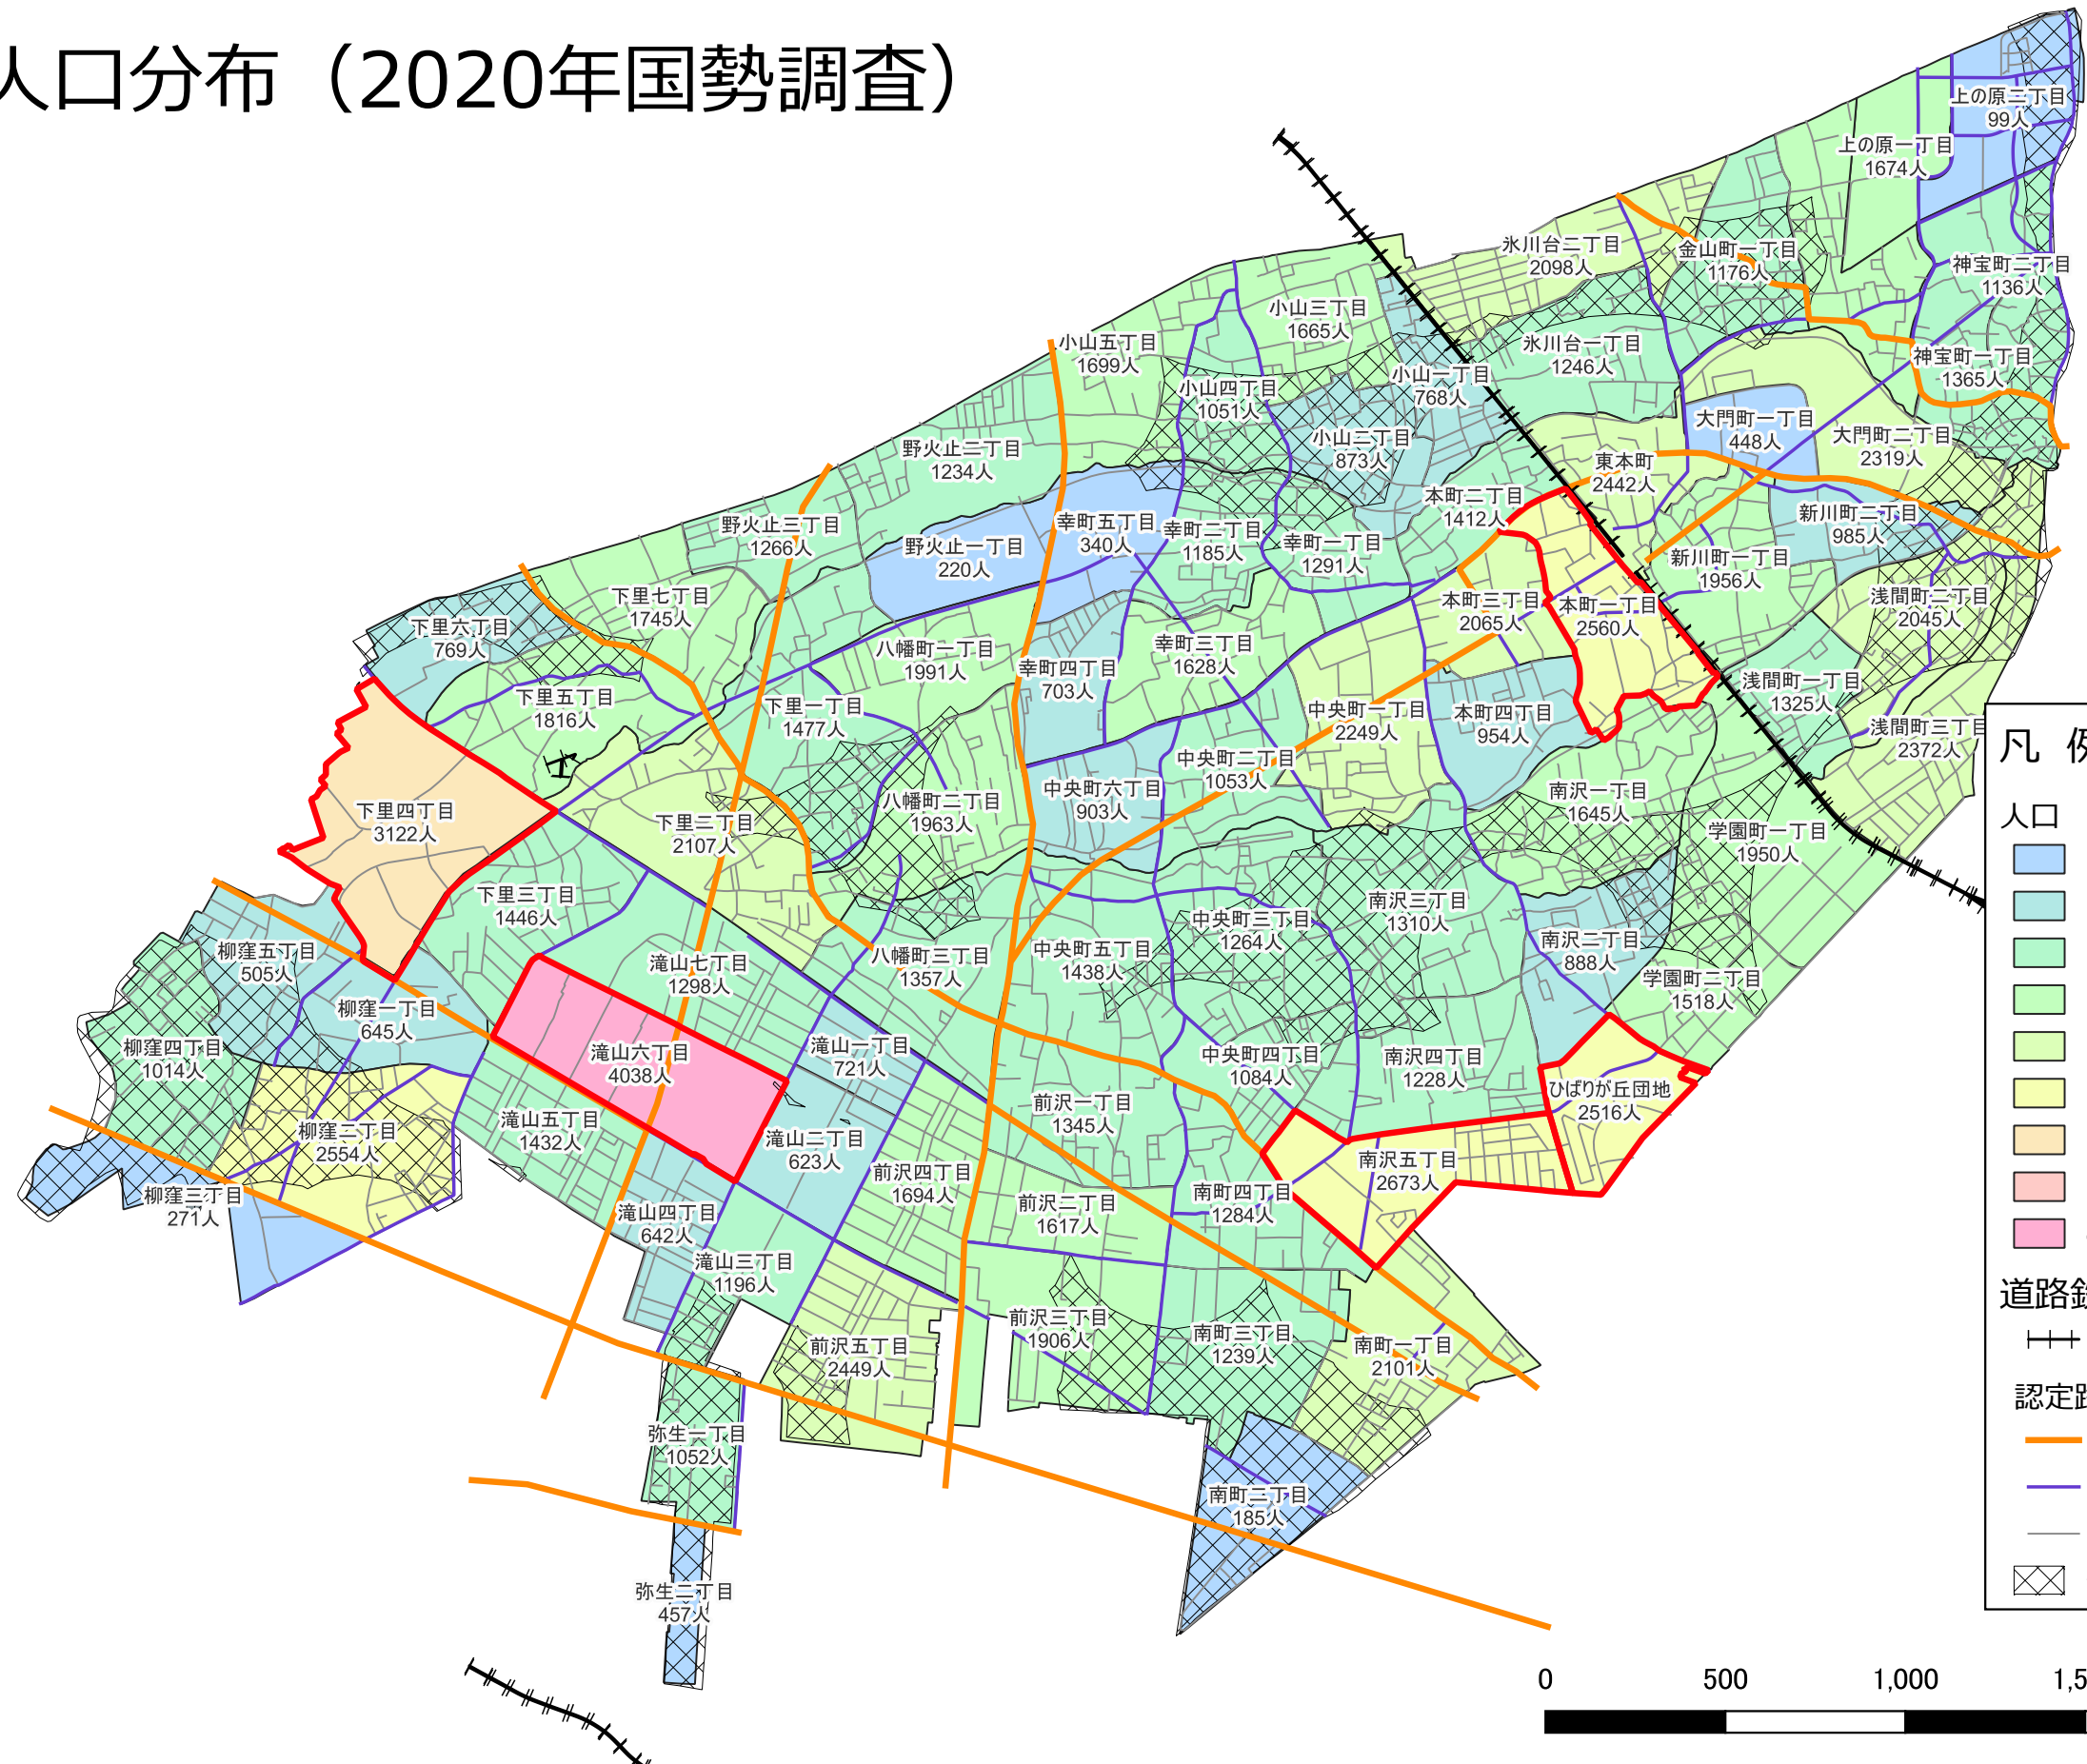 人口分布（2020年国勢調査）
上の原二丁目
99人
上の原一丁目
1674人
氷川台二丁目
2098人
金山町一丁目
1176人
神宝町二丁目
1136人
小山三丁目
1665人
小山五丁目
1699人
氷川台一丁目
1246人
神宝町一丁目
1365人
小山一丁目
768人
小山四丁目
1051人
大門町一丁目
448人
大門町二丁目
2319人
小山二丁目
873人
野火止二丁目
1234人
東本町
2442人
本町二丁目
1412人
新川町二丁目
985人
野火止三丁目
1266人
幸町五丁目
340人
幸町二丁目
1185人
幸町一丁目
1291人
野火止一丁目
220人
新川町一丁目
1956人
下里七丁目
1745人
本町三丁目
2065人
本町一丁目
2560人
浅間町二丁目
2045人
下里六丁目
769人
八幡町一丁目
1991人
幸町四丁目
703人
幸町三丁目
1628人
下里五丁目
1816人
下里一丁目
1477人
中央町一丁目
2249人
本町四丁目
954人
浅間町一丁目
1325人
浅間町三丁目
2372人
中央町二丁目
1053人
中央町六丁目
903人
南沢一丁目
1645人
下里四丁目
3122人
下里二丁目
2107人
八幡町二丁目
1963人
学園町一丁目
1950人
下里三丁目
1446人
中央町三丁目
1264人
南沢三丁目
1310人
南沢二丁目
888人
柳窪五丁目
505人
滝山七丁目
1298人
八幡町三丁目
1357人
中央町五丁目
1438人
学園町二丁目
1518人
柳窪一丁目
645人
柳窪四丁目
1014人
滝山六丁目
4038人
滝山一丁目
721人
中央町四丁目
1084人
南沢四丁目
1228人
ひばりが丘団地
2516人
滝山五丁目
1432人
柳窪二丁目
2554人
滝山二丁目
623人
前沢一丁目
1345人
南沢五丁目
2673人
柳窪三丁目
271人
前沢四丁目
1694人
前沢二丁目
1617人
南町四丁目
1284人
滝山四丁目
642人
滝山三丁目
1196人
前沢五丁目
2449人
前沢三丁目
1906人
南町三丁目
1239人
南町一丁目
2101人
弥生一丁目
1052人
南町二丁目
185人
弥生二丁目
457人
凡 例
人口
道路鉄
認定路
0 500 1,000 1,5